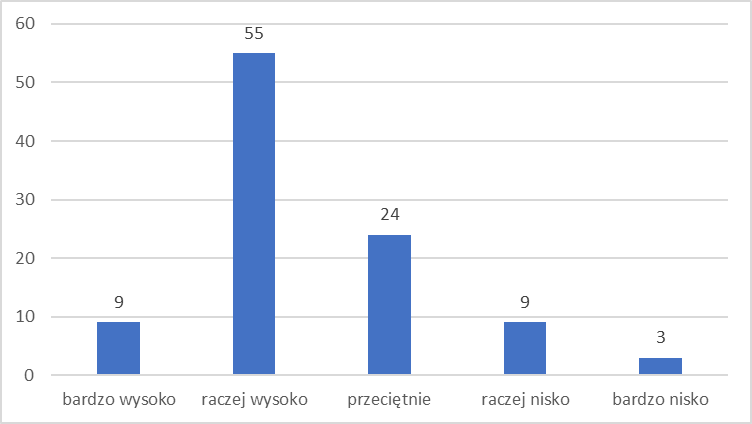 60
50
40
30
20
10
0
9
55
24
9
3
bardzo wysoko
raczej wysoko
przeciętnie
raczej nisko
bardzo nisko